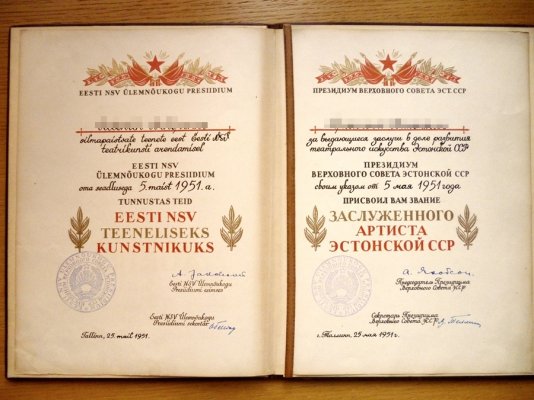 EESTI NSV ÜLEMNÕUKOGU PRESIIDIUM
silmapaistvate teenete eest Eesti NSV
teatrikunsti arendamisel
EESTI NSV
ÜLEMNÕUKOGU PRESIIDIUM
oma seadlusega 5. maist 1951. a.
TUNNUSTAS TEID
EESTI NSV
TEENELISEKS
KUNSTNIKUKS
Eesti NSV Ülemnõukogu
Presiidiumi esimees
Eesti NSV Ülemnõukogu
Presiidiumi sekretär
Tallinn, 25. mail 1951.
ПРЕЗИДИУМ ВЕРХОВНОГО СОВЕТА ЭСТ. ССР
за выдающиеся заслуги в деле развития
театрального искусства Эстонской ССР
ПРЕЗИДИУМ
ВЕРХОВНОГО СОВЕТА ЭСТОНСКОЙ ССР
своим указом от 5 мая 1951 года
ПРИСВОИЛ ВАМ ЗВАНИЕ
ЗАСЛУЖЕННОГО
АРТИСТА
ЭСТОНСКОЙ ССР
Председатель Президиума
Верховного Совета ЭССР
Секретарь Президиума
Верховного Совета ЭССР
г. Таллин, 25 мая 1951 г.